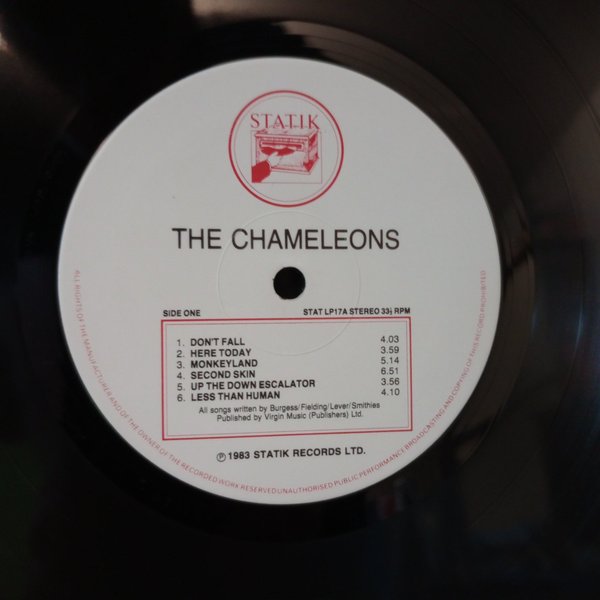 STATIK
THE CHAMELEONS
SIDE ONE STAT LP17A STEREO 33⅓ RPM
1. DON'T FALL 4.03
2. HERE TODAY 3.59
3. MONKEYLAND 5.14
4. SECOND SKIN 6.51
5. UP THE DOWN ESCALATOR 3.56
6. LESS THAN HUMAN 4.10
All songs written by Burgess/Fielding/Lever/Smithies
Published by Virgin Music (Publishers) Ltd.
Ⓟ 1983 STATIK RECORDS LTD.
ALL RIGHTS OF THE MANUFACTURER AND OF THE OWNER OF THE RECORDED WORK RESERVED UNAUTHORISED PUBLIC PERFORMANCE BROADCASTING AND COPYING OF THIS RECORD PROHIBITED